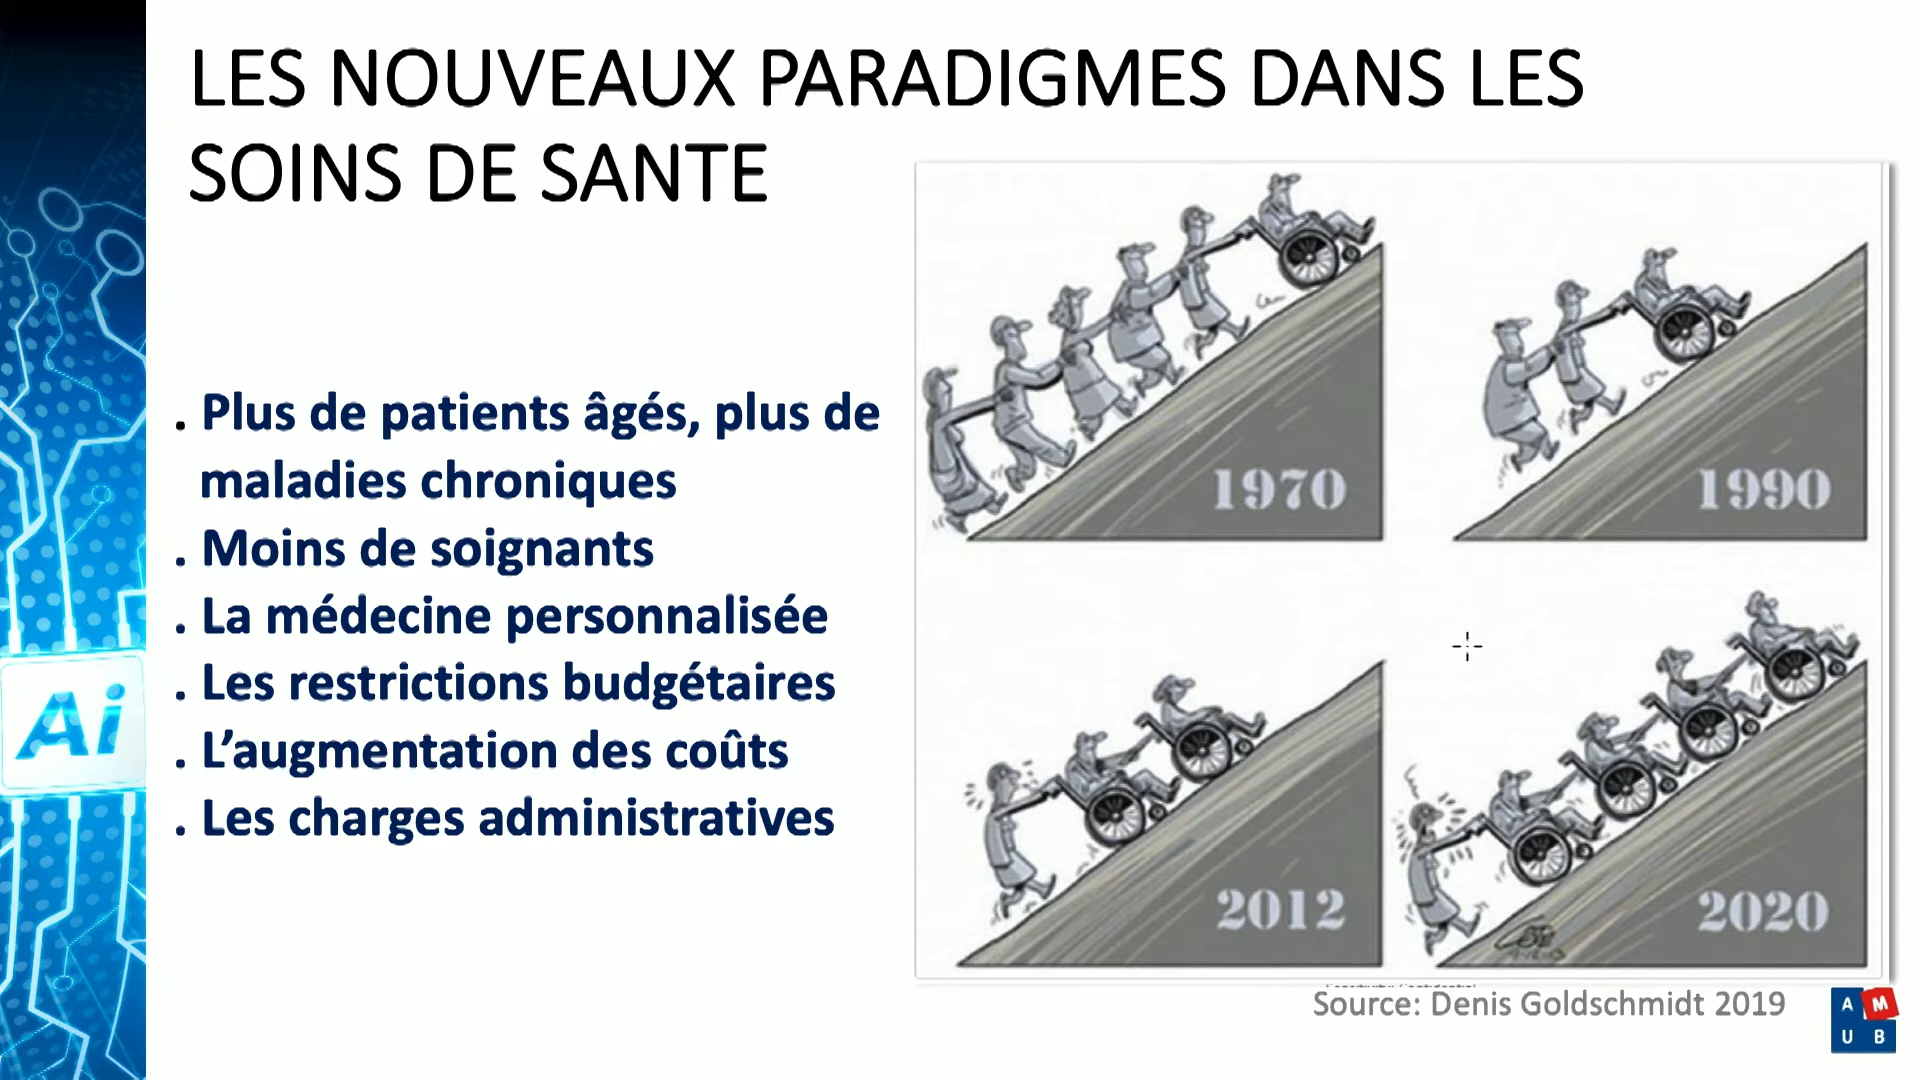 LES NOUVEAUX PARADIGMES DANS LES
SOINS DE SANTE
. Plus de patients âgés, plus de
maladies chroniques
. Moins de soignants
. La médecine personnalisée
. Les restrictions budgétaires
. L’augmentation des coûts
. Les charges administratives
1970
1990
2012
2020
Source: Denis Goldschmidt 2019
Ai
A M
U B